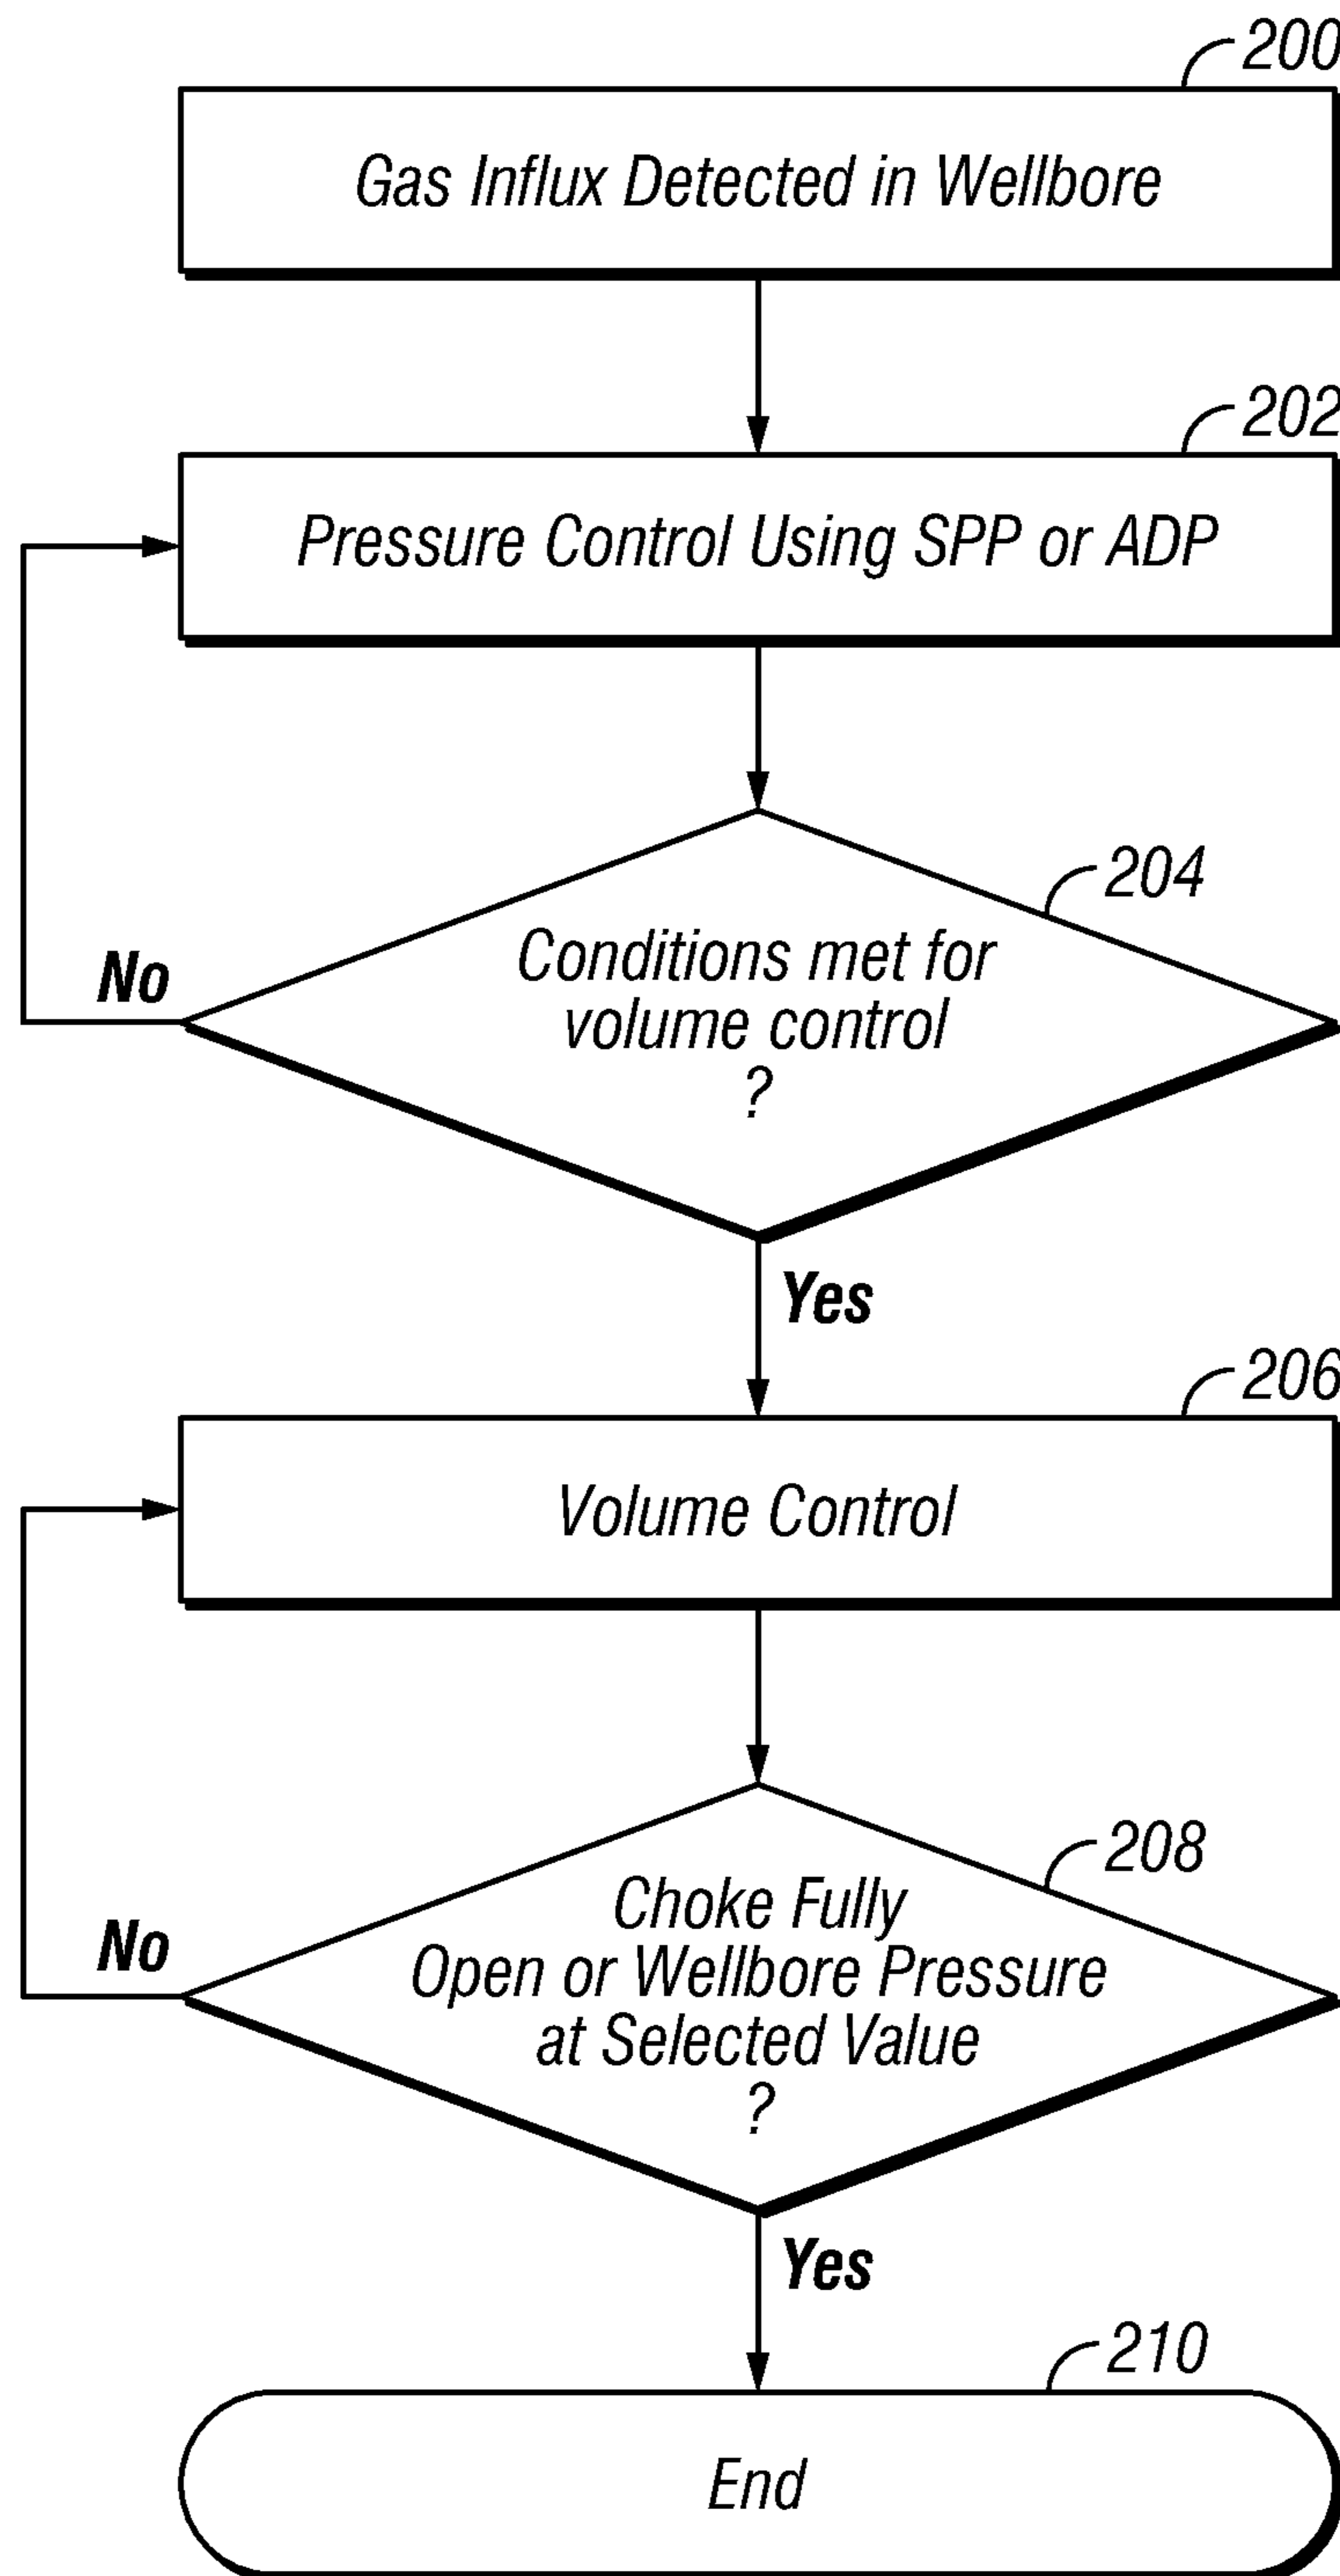 200
Gas Influx Detected in Wellbore
202
Pressure Control Using SPP or ADP
204
Conditions met for
volume control
?
No
Yes
206
Volume Control
208
Choke Fully
Open or Wellbore Pressure
at Selected Value
?
No
Yes
210
End